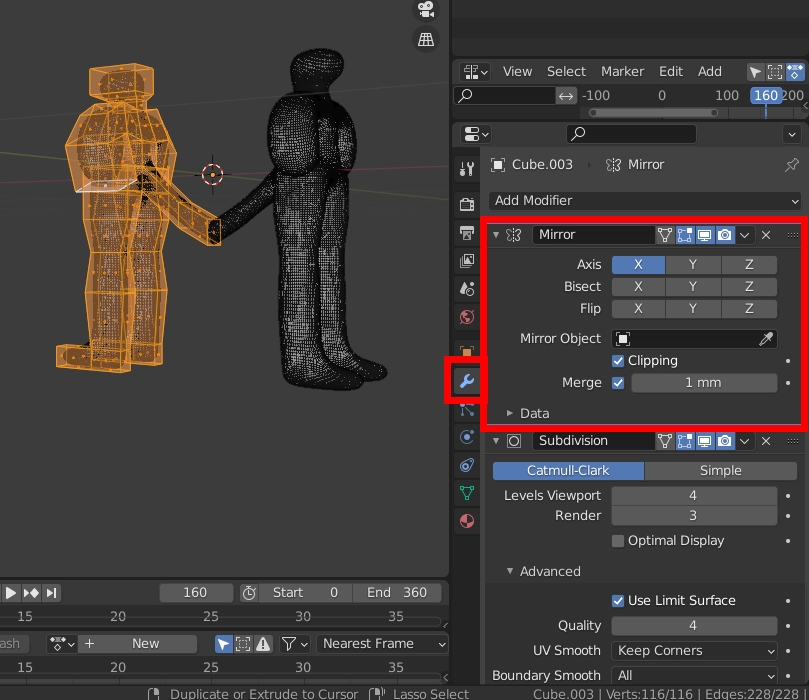 View Select Marker Edit Add
-100 0 100 160 200
Cube.003 Mirror
Add Modifier
Mirror
Axis X Y Z
Bisect X Y Z
Flip X Y Z
Mirror Object
Clipping
Merge 1 mm
Data
Subdivision
Catmull-Clark Simple
Levels Viewport 4
Render 3
Optimal Display
Advanced
Use Limit Surface
Quality 4
UV Smooth Keep Corners
Boundary Smooth All
160 Start 0 End 360
15 20 25 30 35
ash + New Nearest Frame
15 20 25 30 35
Duplicate or Extrude to Cursor Lasso Select Cube.003 | Verts:116/116 | Edges:228/228 |